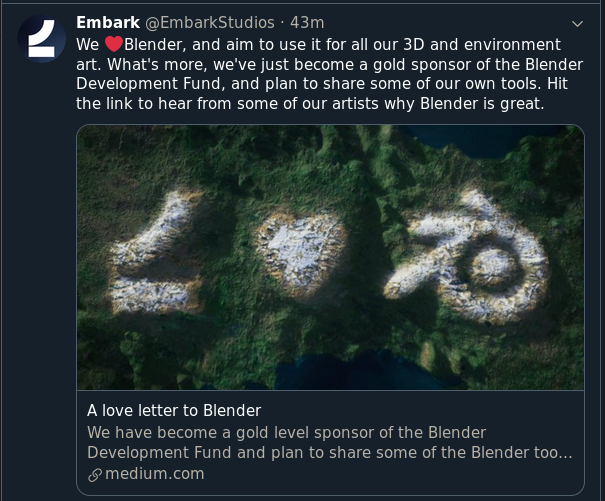 Embark @EmbarkStudios · 43m
We ❤️Blender, and aim to use it for all our 3D and environment
art. What's more, we've just become a gold sponsor of the Blender
Development Fund, and plan to share some of our own tools. Hit
the link to hear from some of our artists why Blender is great.
A love letter to Blender
We have become a gold level sponsor of the Blender
Development Fund and plan to share some of the Blender too...
medium.com